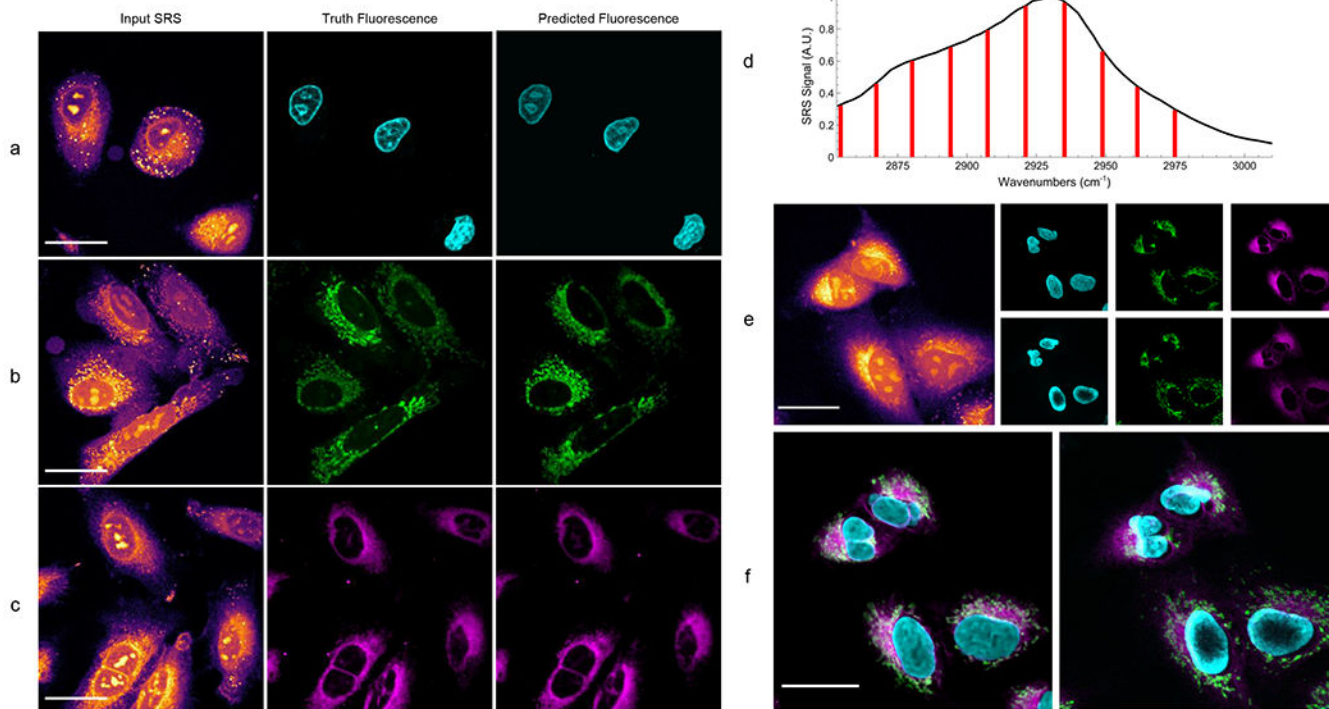 Input SRS
Truth Fluorescence
Predicted Fluorescence
a
b
c
d
SRS Signal (A.U.)
0.8
0.6
0.4
0.2
0
2875
2900
2925
2950
2975
3000
Wavenumbers (cm⁻¹)
e
f